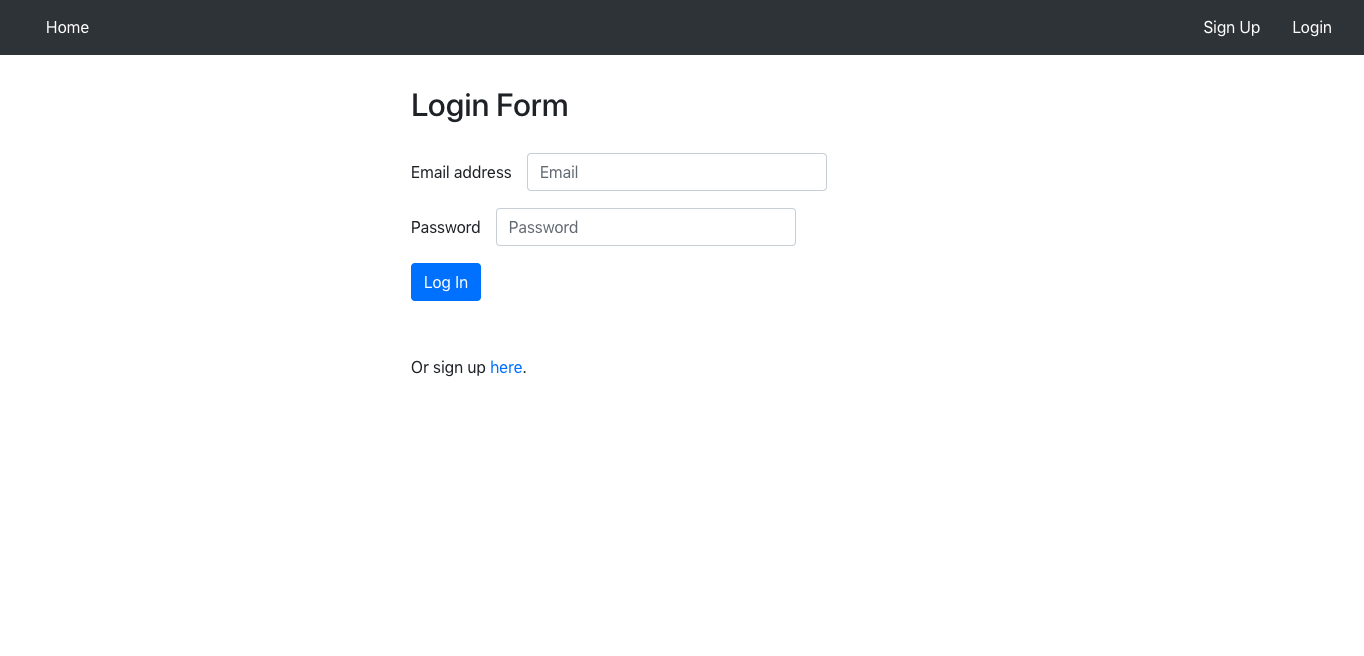 Home Sign Up Login
Login Form
Email address Email
Password Password
Log In
Or sign up here.